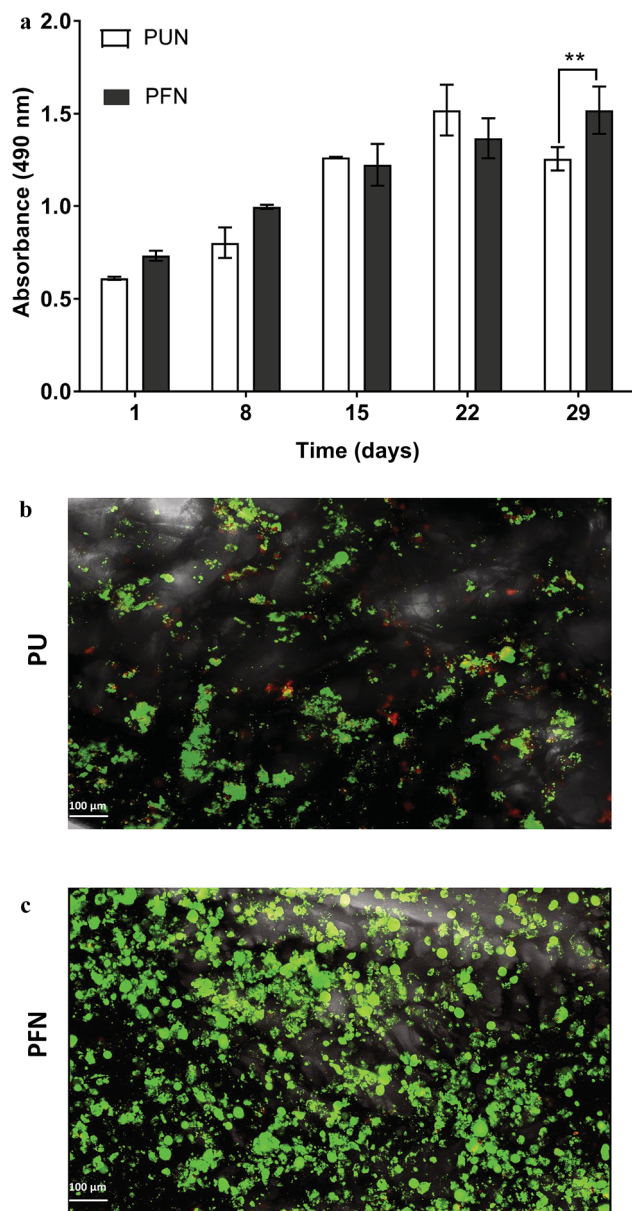 a
2.0
PUN
PFN
**
1.5
1.0
0.5
0.0
Absorbance (490 nm)
1
8
15
22
29
Time (days)
b
PU
100 µm
c
PFN
100 µm